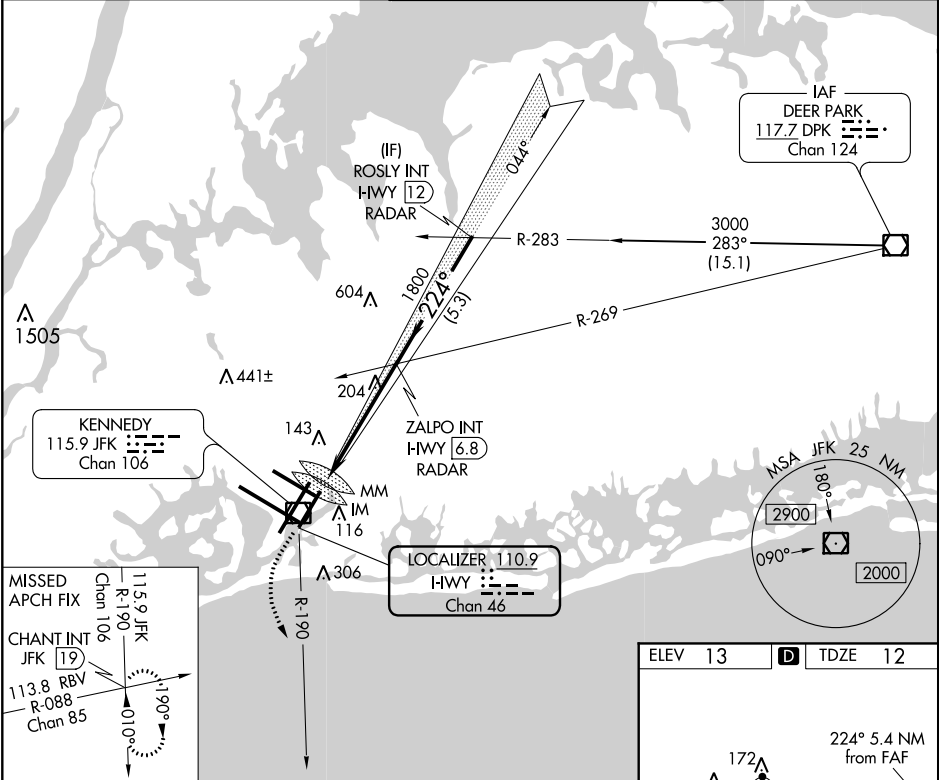 IAF
DEER PARK
117.7 DPK
Chan 124
(IF)
ROSLY INT
I-HWY 12
RADAR
044°
R-283
3000
283°
(15.1)
1800
224°
(5.3)
604
R-269
1505
441±
204
KENNEDY
115.9 JFK
Chan 106
143
ZALPO INT
I-IWY 6.8
RADAR
MM
IM
116
MSA JFK 25 NM
180°
2900
090°
2000
LOCALIZER 110.9
I-IWY
Chan 46
306
R-190
MISSED
APCH FIX
115.9 JFK
R-190
Chan 106
CHANT INT
JFK 19
113.8 RBV
R-088
Chan 85
190°
010°
ELEV 13 D TDZE 12
172
224° 5.4 NM
from FAF